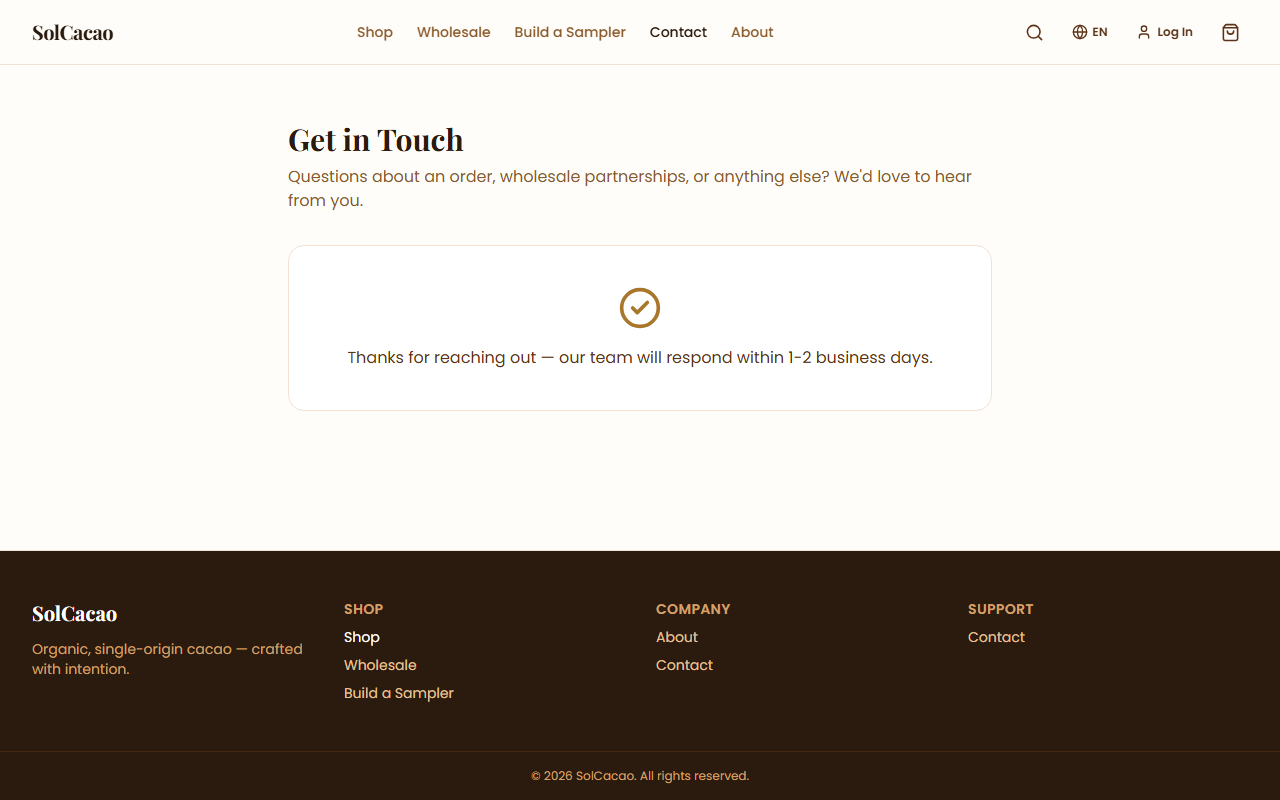 SolCacao
Shop
Wholesale
Build a Sampler
Contact
About
EN
Log In
Get in Touch
Questions about an order, wholesale partnerships, or anything else? We'd love to hear
from you.
Thanks for reaching out — our team will respond within 1-2 business days.
SolCacao
Organic, single-origin cacao — crafted
with intention.
SHOP
Shop
Wholesale
Build a Sampler
COMPANY
About
Contact
SUPPORT
Contact
© 2026 SolCacao. All rights reserved.